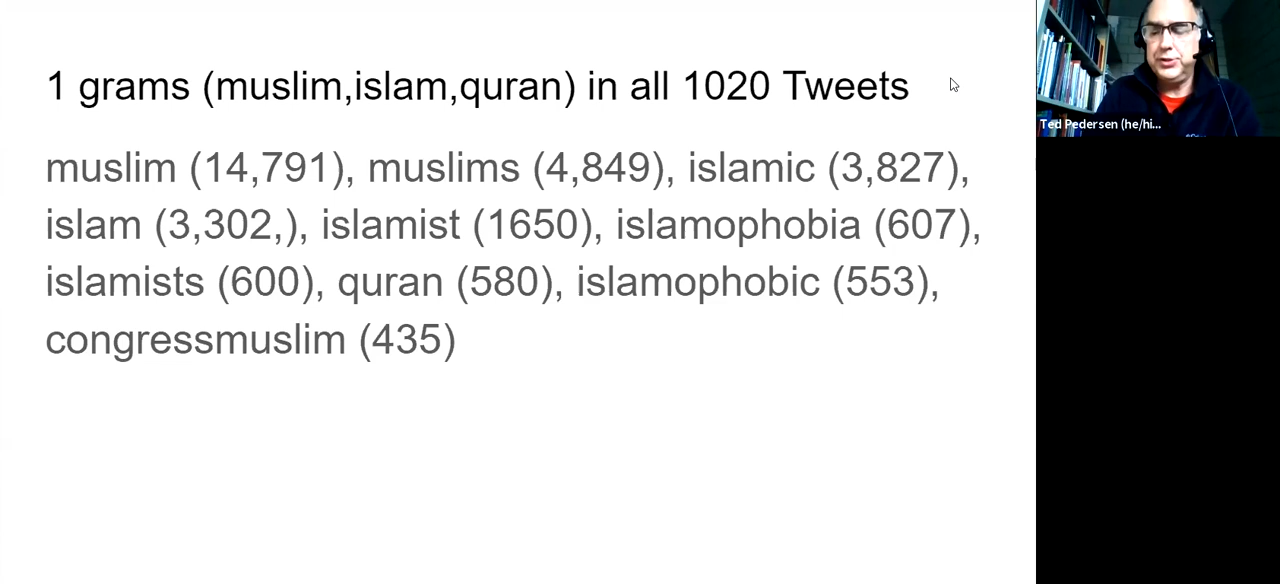 1 grams (muslim,islam,quran) in all 1020 Tweets
muslim (14,791), muslims (4,849), islamic (3,827),
islam (3,302,), islamist (1650), islamophobia (607),
islamists (600), quran (580), islamophobic (553),
congressmuslim (435)
Ted Pedersen (he/hi...